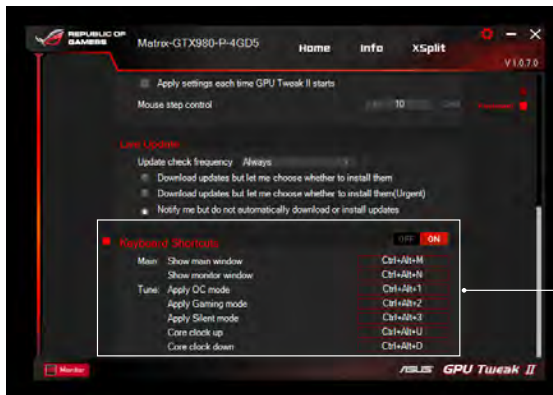 REPUBLIC OF
GAMERS
Matrix-GTX980-P-4GD5
Home Info XSplit
V1.0.7.0
Apply settings each time GPU Tweak II starts
Mouse step control 10
Live Update
Update check frequency Always
Download updates but let me choose whether to install them
Download updates but let me choose whether to install them(Urgent)
Notify me but do not automatically download or install updates
Keyboard Shortcuts OFF ON
Main: Show main window Ctrl+Alt+M
Show monitor window Ctrl+Alt+N
Tune: Apply OC mode Ctrl+Alt+1
Apply Gaming mode Ctrl+Alt+2
Apply Silent mode Ctrl+Alt+3
Core clock up Ctrl+Alt+U
Core clock down Ctrl+Alt+D
Monitor
ASUS GPU Tweak II